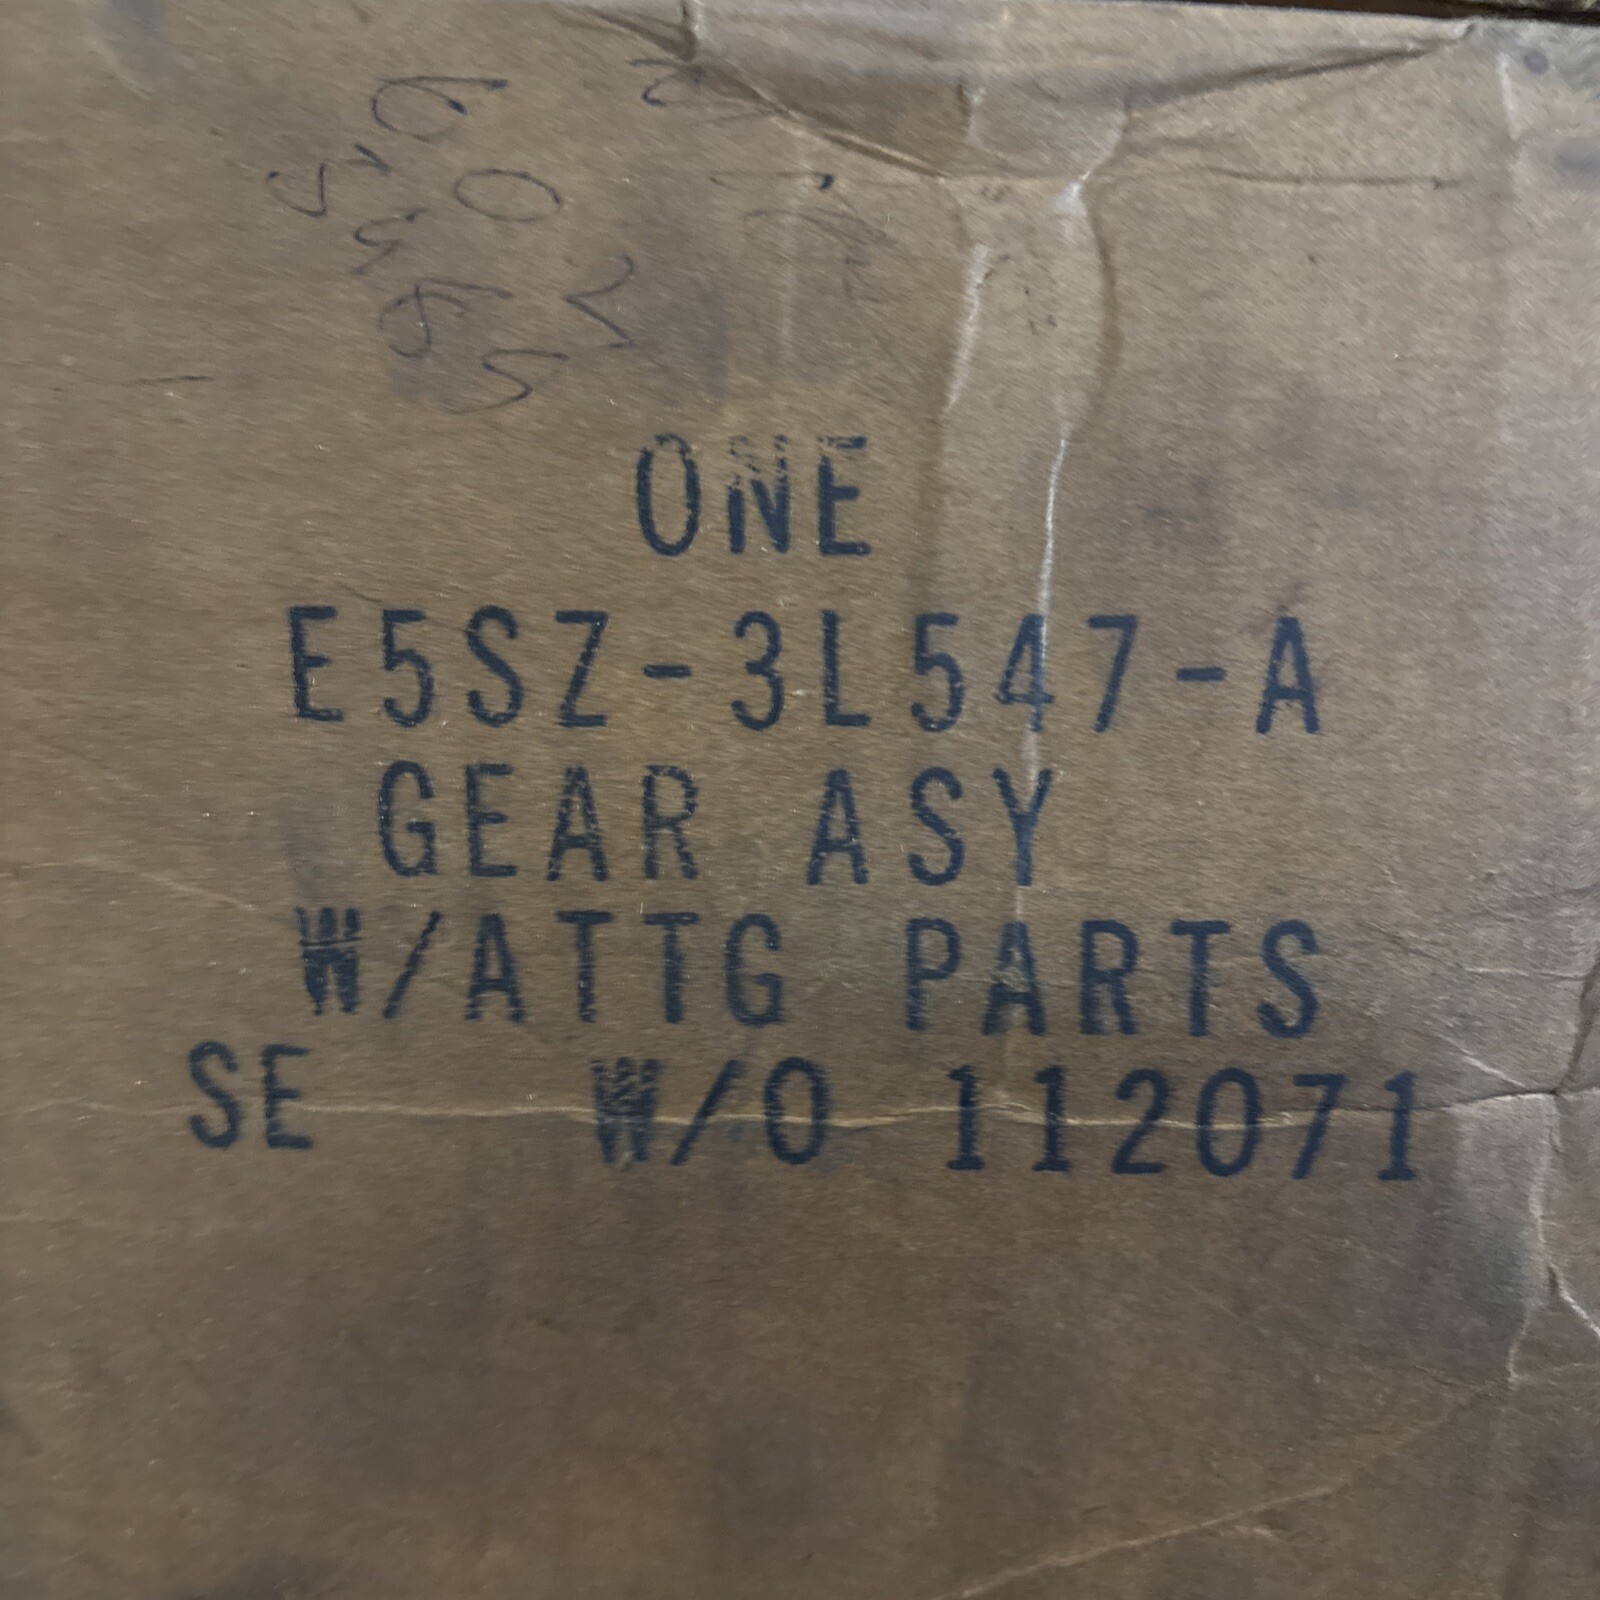 ONE
E5SZ-3L547-A
GEAR ASY
W/ATTG PARTS
SE W/O 112071